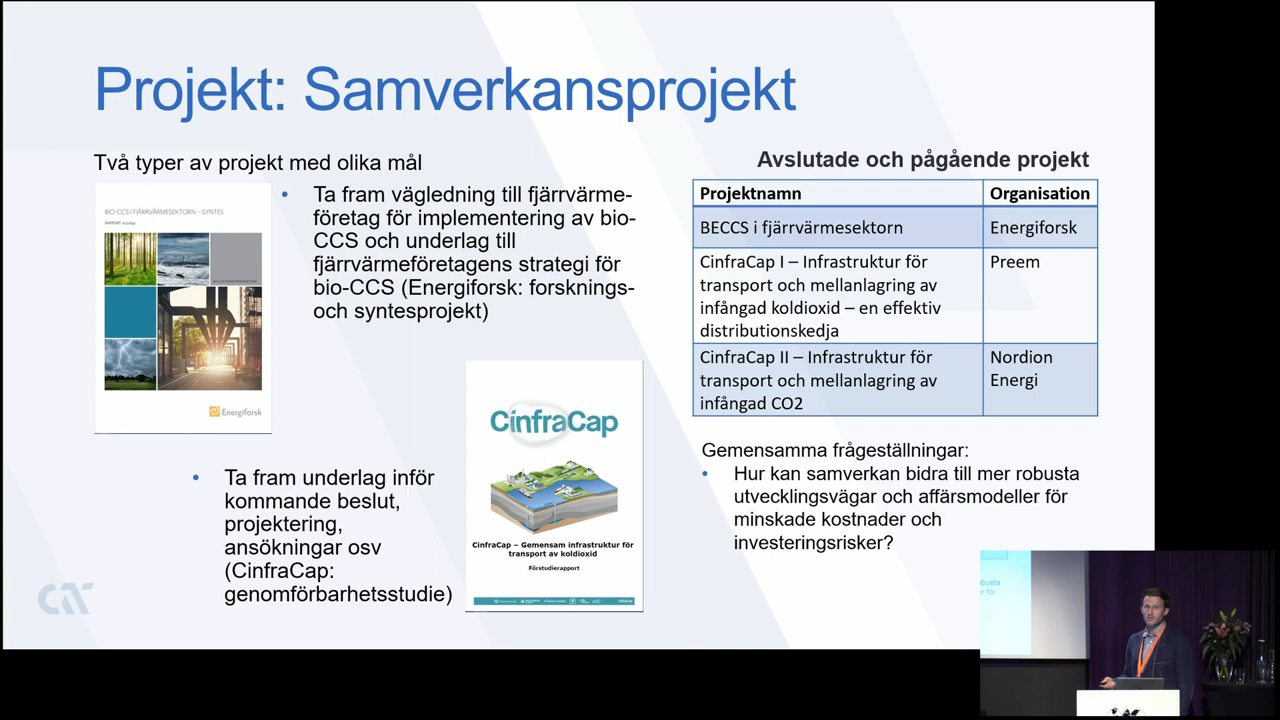 Projekt: Samverkansprojekt
Två typer av projekt med olika mål
BIO-CCS I FJÄRRVÄRMESEKTORN – SYNTES
Energiforsk
• Ta fram vägledning till fjärrvärme-
företag för implementering av bio-
CCS och underlag till
fjärrvärmeföretagens strategi för
bio-CCS (Energiforsk: forsknings-
och syntesprojekt)
• Ta fram underlag inför
kommande beslut,
projektering,
ansökningar osv
(CinfraCap:
genomförbarhetsstudie)
CinfraCap
CinfraCap – Gemensam infrastruktur för
transport av koldioxid
Förstudierapport
Avslutade och pågående projekt
Projektnamn Organisation
BECCS i fjärrvärmesektorn Energiforsk
CinfraCap I – Infrastruktur för Preem
transport och mellanlagring av
infångad koldioxid – en effektiv
distributionskedja
CinfraCap II – Infrastruktur för Nordion
transport och mellanlagring av Energi
infångad CO2
Gemensamma frågeställningar:
• Hur kan samverkan bidra till mer robusta
utvecklingsvägar och affärsmodeller för
minskade kostnader och
investeringsrisker?